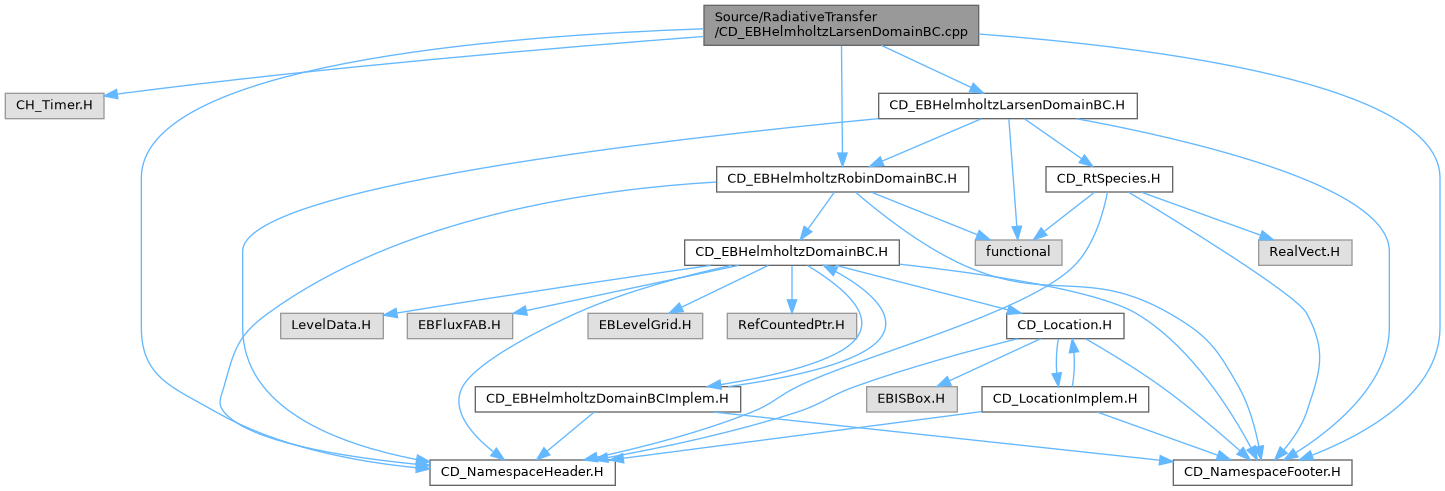 Source/RadiativeTransfer
/CD_EBHelmholtzLarsenDomainBC.cpp
CH_Timer.H
CD_EBHelmholtzLarsenDomainBC.H
CD_EBHelmholtzRobinDomainBC.H
CD_RtSpecies.H
CD_EBHelmholtzDomainBC.H
functional
RealVect.H
LevelData.H
EBFluxFAB.H
EBLevelGrid.H
RefCountedPtr.H
CD_Location.H
CD_EBHelmholtzDomainBCImplem.H
EBISBox.H
CD_LocationImplem.H
CD_NamespaceHeader.H
CD_NamespaceFooter.H